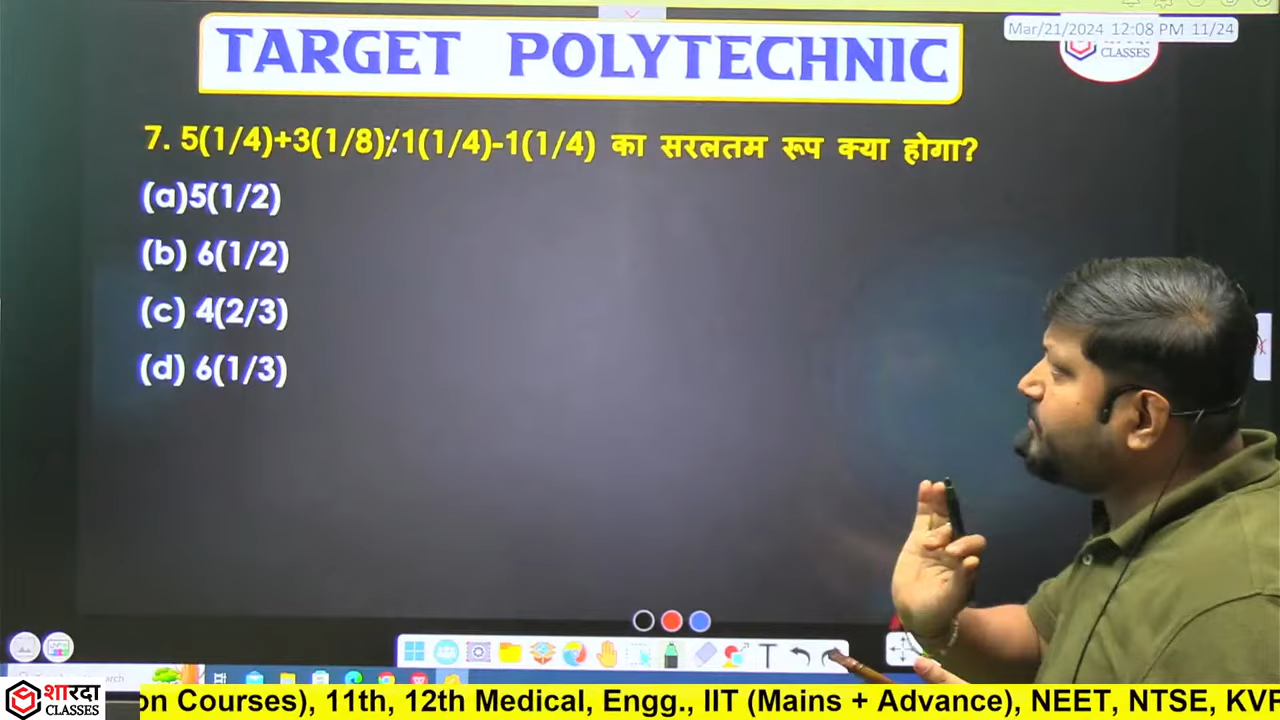 Mar/21/2024 12:08 PM 11/24
TARGET POLYTECHNIC
CLASSES
7. 5(1/4)+3(1/8)٪1(1/4)-1(1/4) का सरलतम रूप क्या होगा?
(a)5(1/2)
(b) 6(1/2)
(c) 4(2/3)
(d) 6(1/3)
शारदा
CLASSES
on Courses), 11th, 12th Medical, Engg., IIT (Mains + Advance), NEET, NTSE, KVP